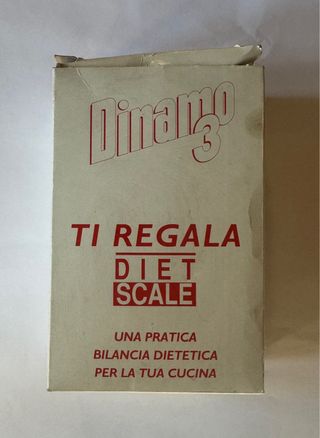 Dinamo
3
TI REGALA
DIET
SCALE
UNA PRATICA
BILANCIA DIETETICA
PER LA TUA CUCINA